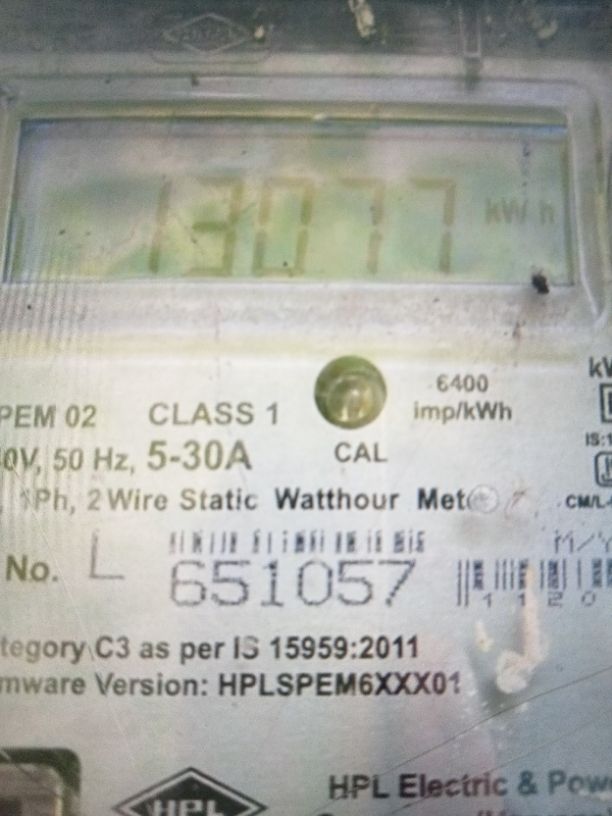 HPL
13077 kWh
PEM 02 CLASS 1 CAL 6400 imp/kWh
0V, 50 Hz, 5-30A
1Ph, 2 Wire Static Watthour
No. L 651057
M/Y
tegory C3 as per IS 15959:2011
mware Version: HPLSPEM6XXX01
HPL
HPL Electric & Pow